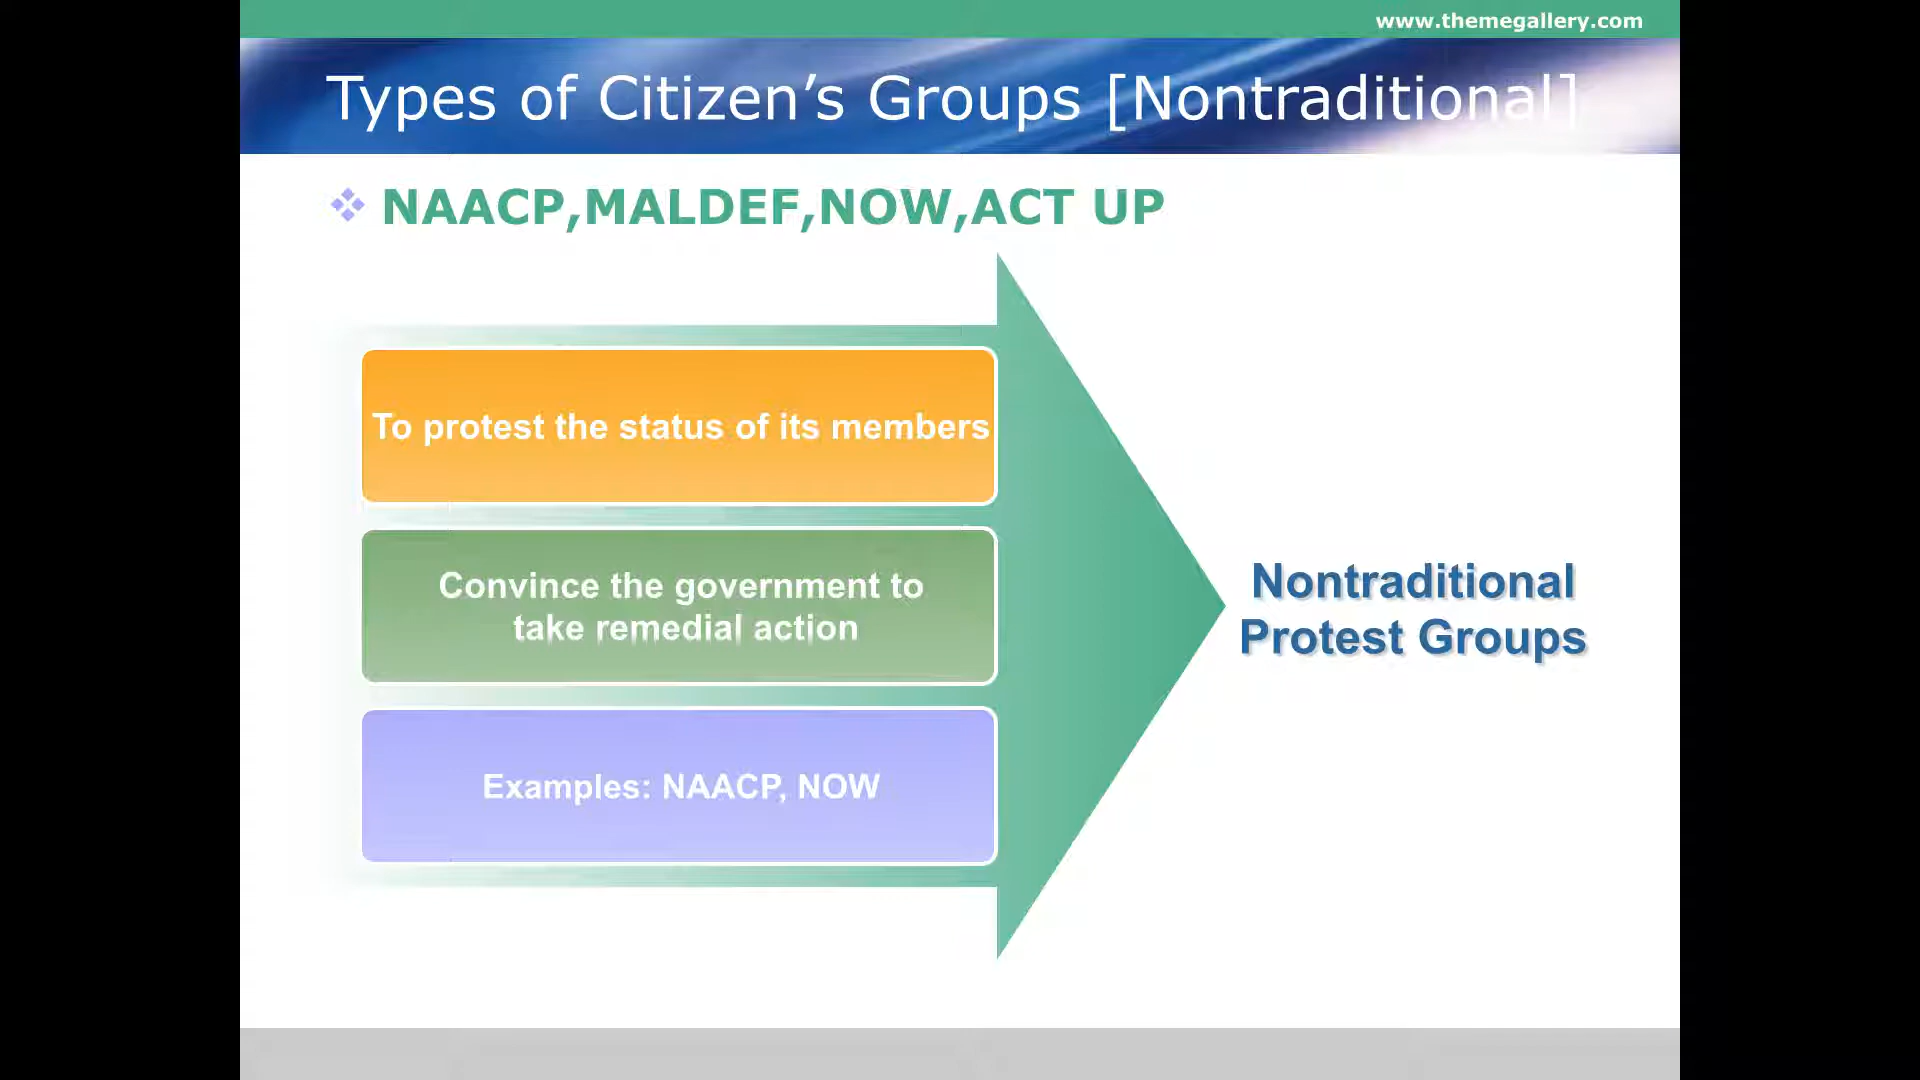 www.themegallery.com
Types of Citizen’s Groups [Nontraditional]
NAACP,MALDEF,NOW,ACT UP
To protest the status of its members
Convince the government to
take remedial action
Examples: NAACP, NOW
Nontraditional
Protest Groups